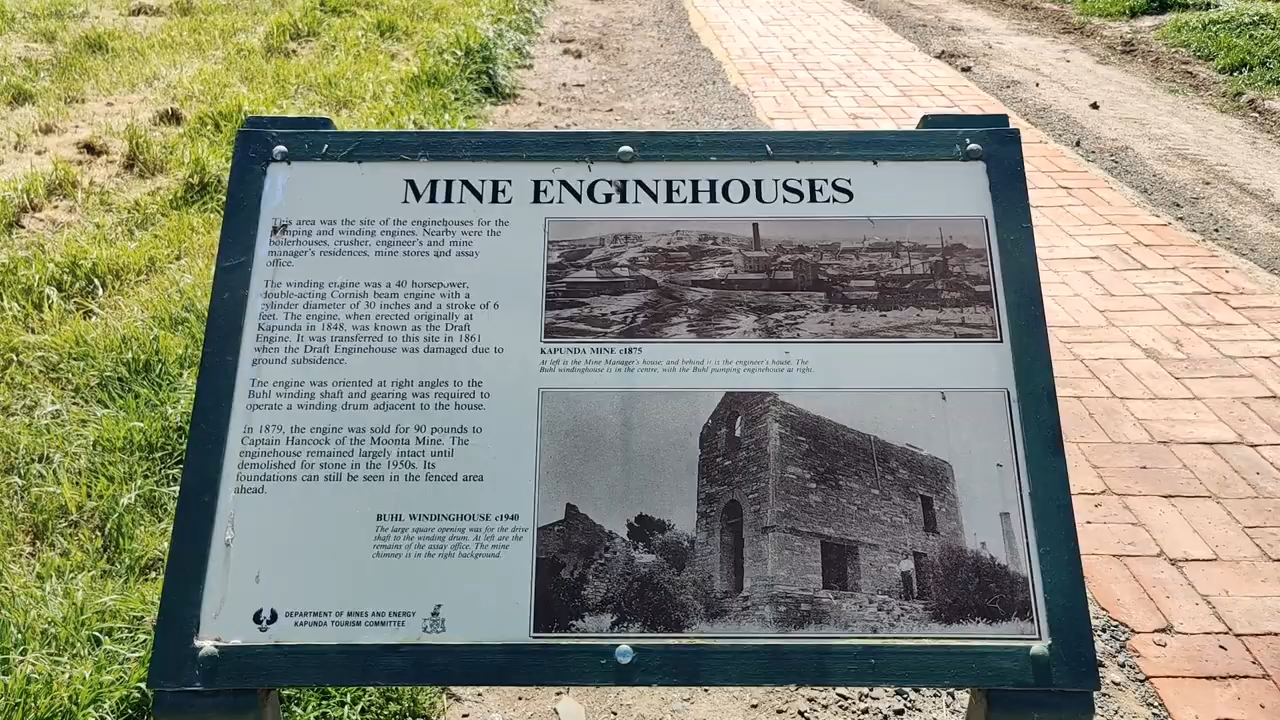 MINE ENGINEHOUSES
This area was the site of the enginehouses for the
pumping and winding engines. Nearby were the
boilerhouses, crusher, engineer's and mine
manager's residences, mine stores and assay
office.
The winding engine was a 40 horsepower,
double-acting Cornish beam engine with a
cylinder diameter of 30 inches and a stroke of 6
feet. The engine, when erected originally at
Kapunda in 1848, was known as the Draft
Engine. It was transferred to this site in 1861
when the Draft Enginehouse was damaged due to
ground subsidence.
The engine was oriented at right angles to the
Buhl winding shaft and gearing was required to
operate a winding drum adjacent to the house.
In 1879, the engine was sold for 90 pounds to
Captain Hancock of the Moonta Mine. The
enginehouse remained largely intact until
demolished for stone in the 1950s. Its
foundations can still be seen in the fenced area
ahead.
KAPUNDA MINE c1875
At left is the Mine Manager's house; and behind it is the engineer's house. The
Buhl windinghouse is in the centre, with the Buhl pumping enginehouse at right.
BUHL WINDINGHOUSE c1940
The large square opening was for the drive
shaft to the winding drum. At left are the
remains of the assay office. The mine
chimney is in the right background.
DEPARTMENT OF MINES AND ENERGY
KAPUNDA TOURISM COMMITTEE